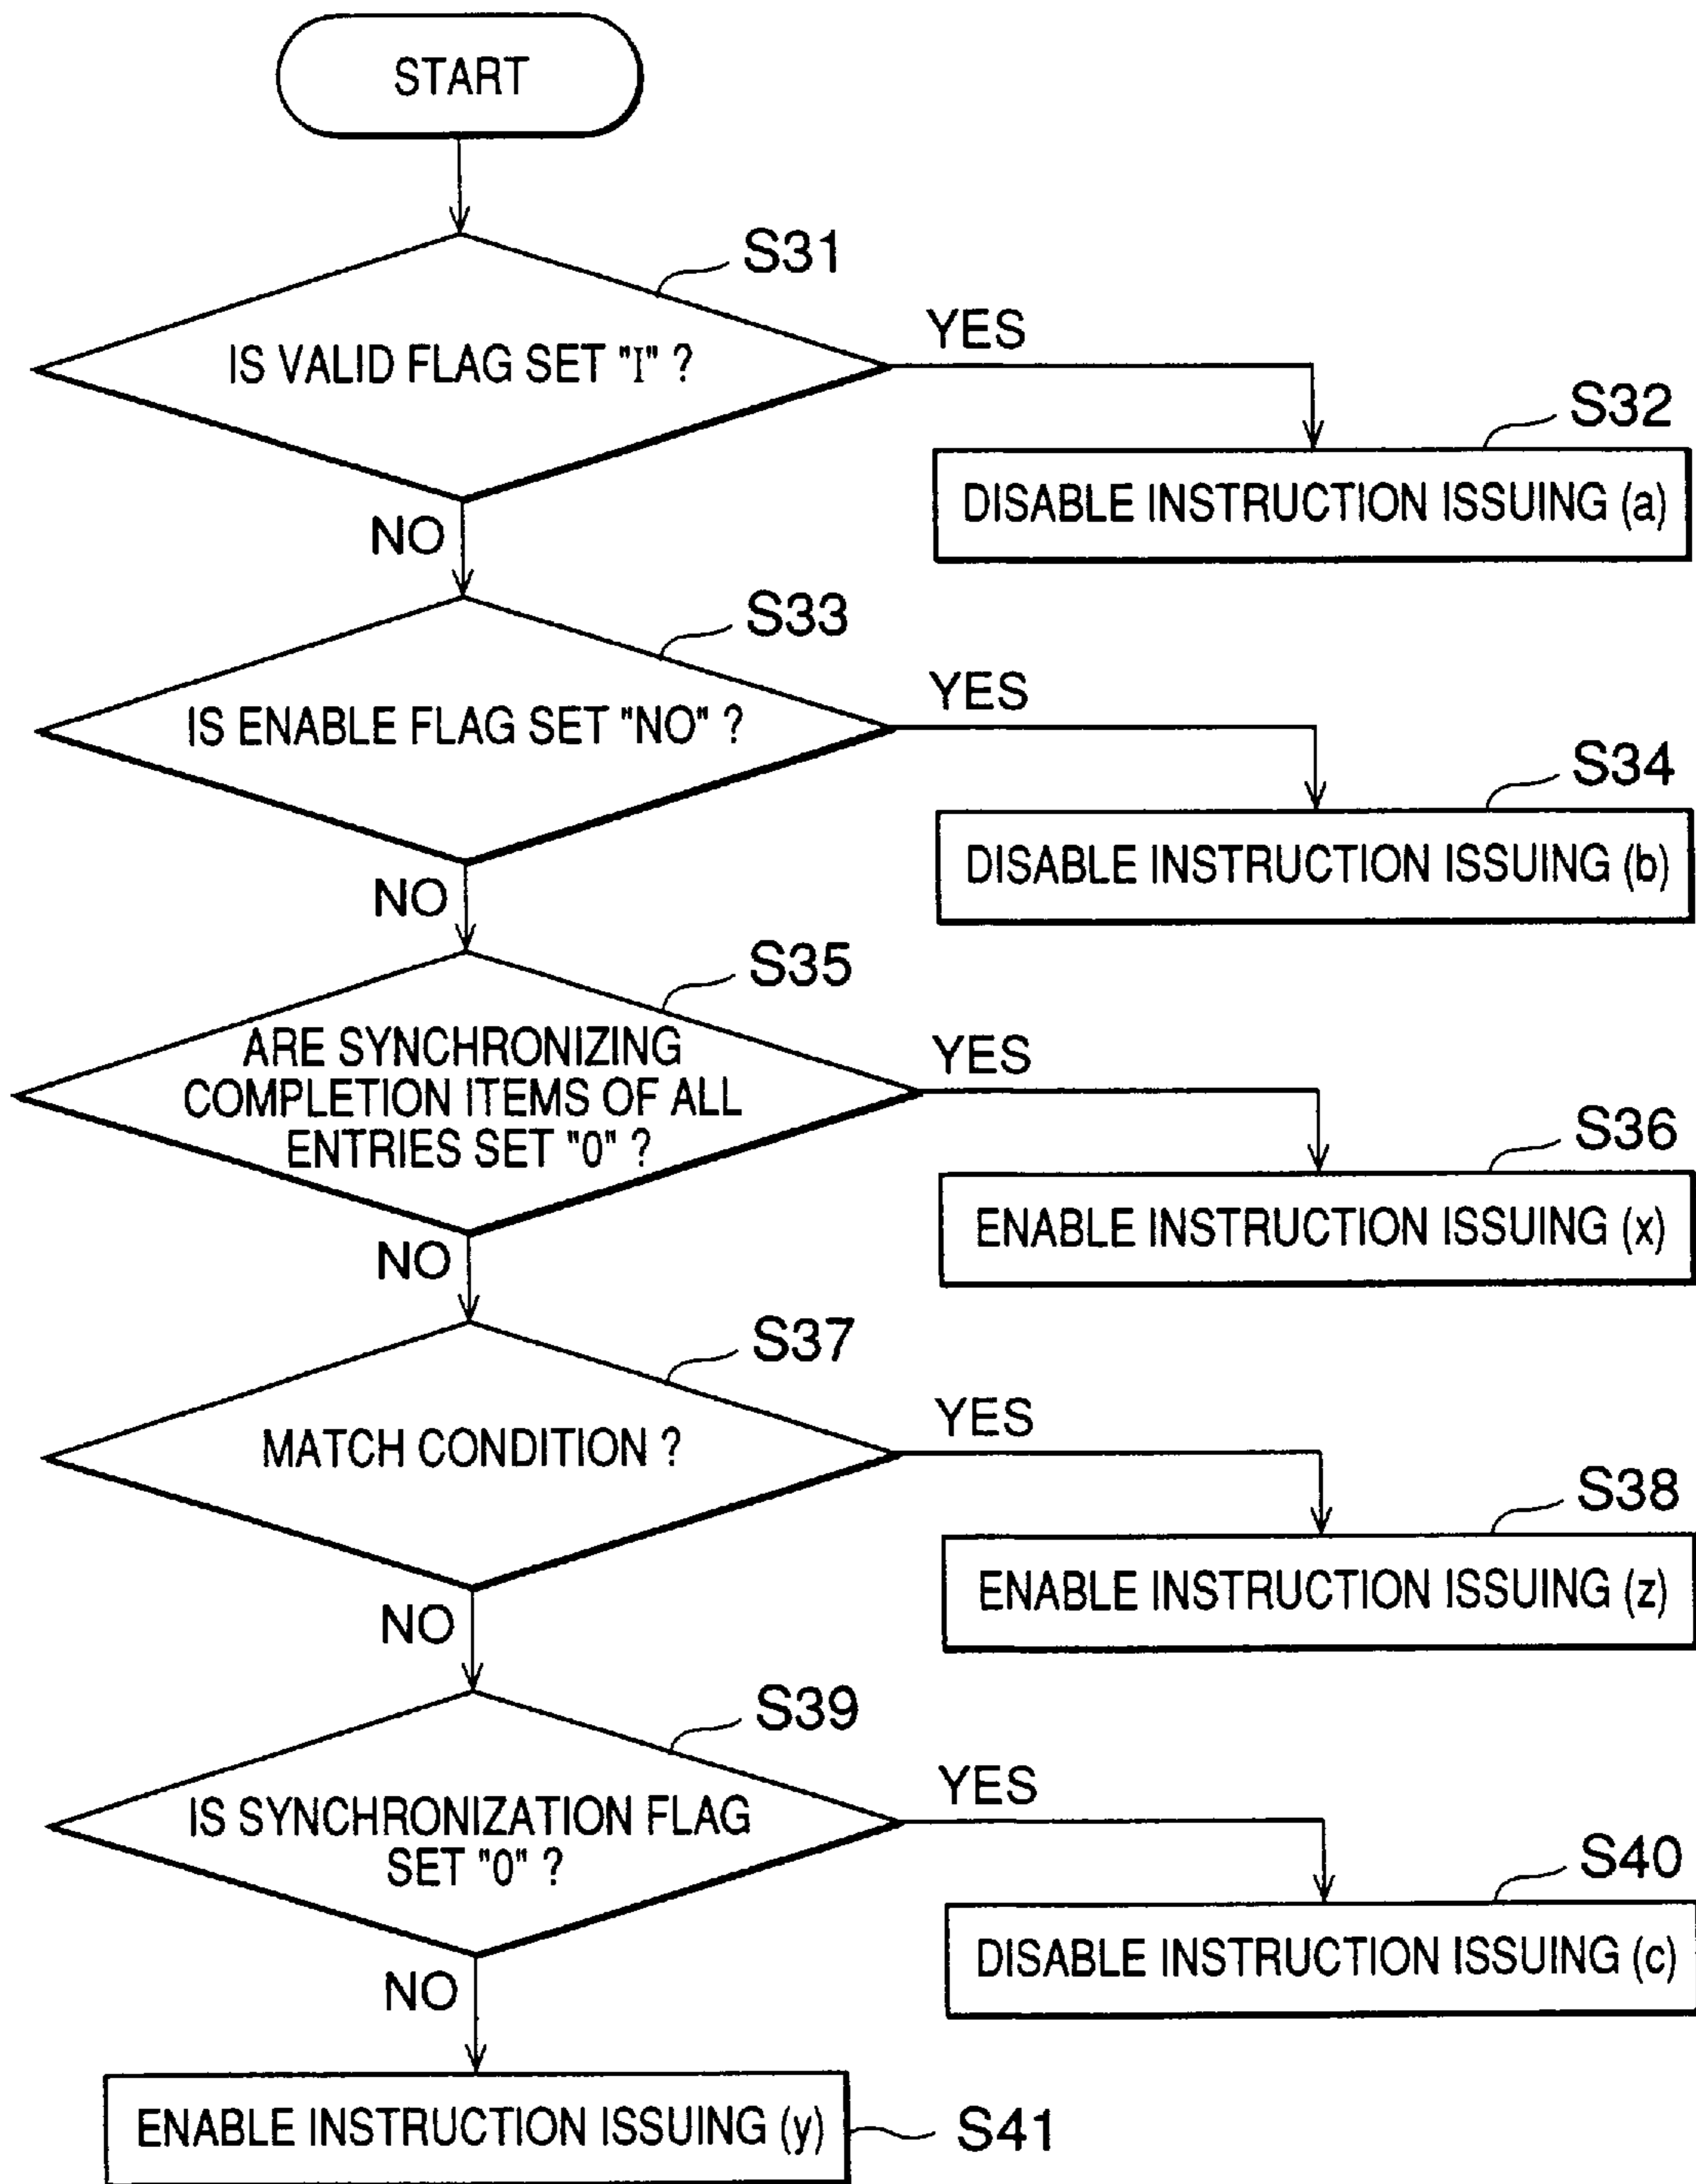 START
S31
IS VALID FLAG SET "I" ?
YES
S32
DISABLE INSTRUCTION ISSUING (a)
NO
S33
IS ENABLE FLAG SET "NO" ?
YES
S34
DISABLE INSTRUCTION ISSUING (b)
NO
S35
ARE SYNCHRONIZING
COMPLETION ITEMS OF ALL
ENTRIES SET "0" ?
YES
S36
ENABLE INSTRUCTION ISSUING (x)
NO
S37
MATCH CONDITION ?
YES
S38
ENABLE INSTRUCTION ISSUING (z)
NO
S39
IS SYNCHRONIZATION FLAG
SET "0" ?
YES
S40
DISABLE INSTRUCTION ISSUING (c)
NO
ENABLE INSTRUCTION ISSUING (y)
S41